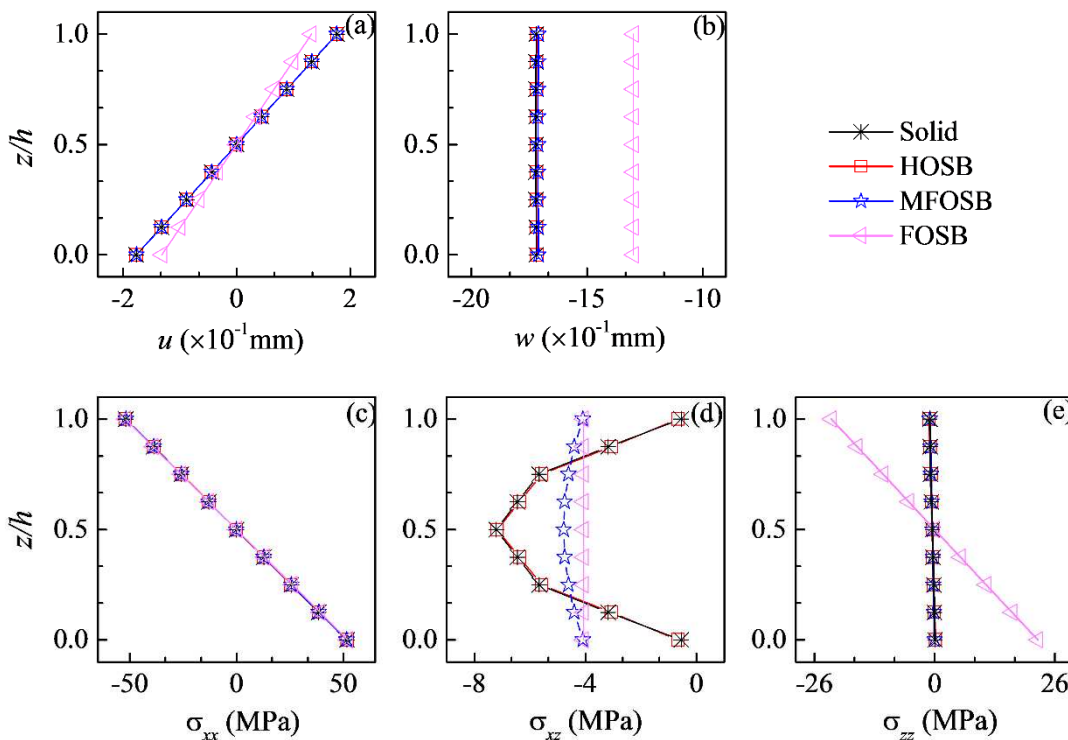 (a)
1.0
0.5
0.0
z/h
-2 0 2
u (×10⁻¹mm)
(b)
-20 -15 -10
w (×10⁻¹mm)
Solid
HOSB
MFOSB
FOSB
(c)
1.0
0.5
0.0
z/h
-50 0 50
σxx (MPa)
(d)
-8 -4 0
σxz (MPa)
(e)
-26 0 26
σzz (MPa)